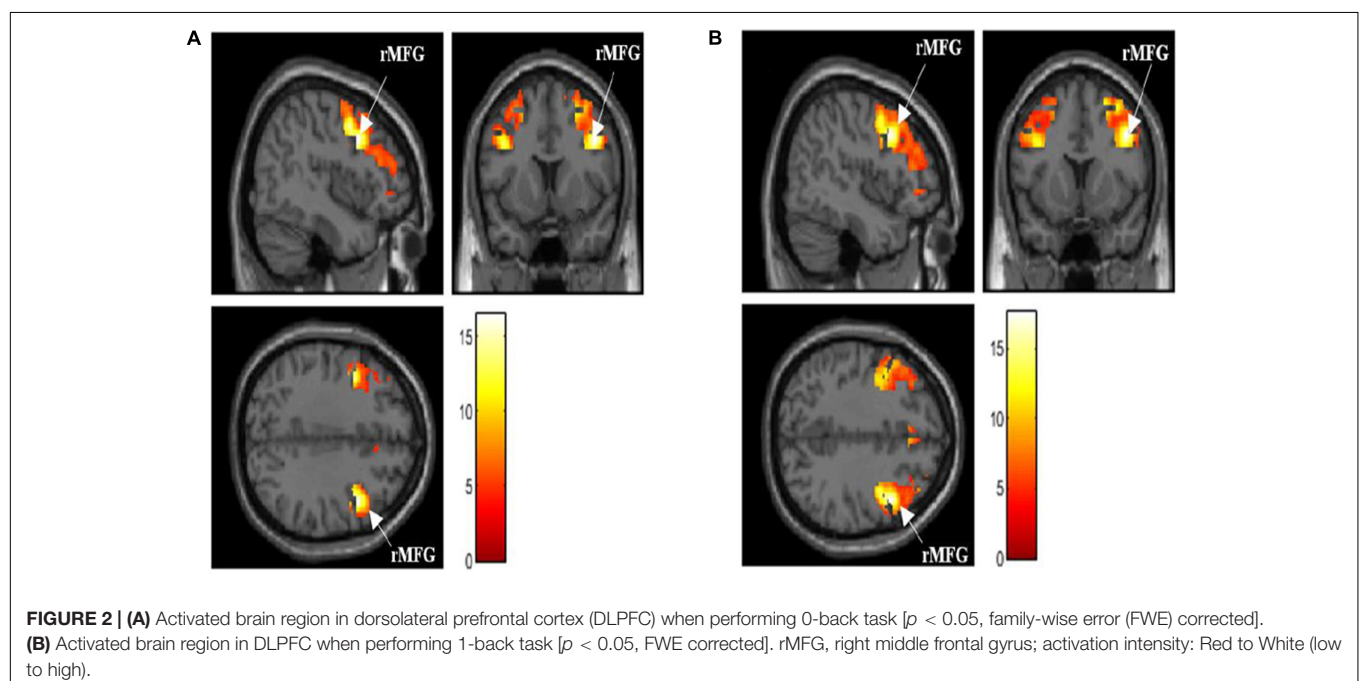 A
rMFG
rMFG
15
10
5
0
rMFG
B
rMFG
rMFG
15
10
5
0
rMFG
FIGURE 2 | (A) Activated brain region in dorsolateral prefrontal cortex (DLPFC) when performing 0-back task [p < 0.05, family-wise error (FWE) corrected].
(B) Activated brain region in DLPFC when performing 1-back task [p < 0.05, FWE corrected]. rMFG, right middle frontal gyrus; activation intensity: Red to White (low
to high).